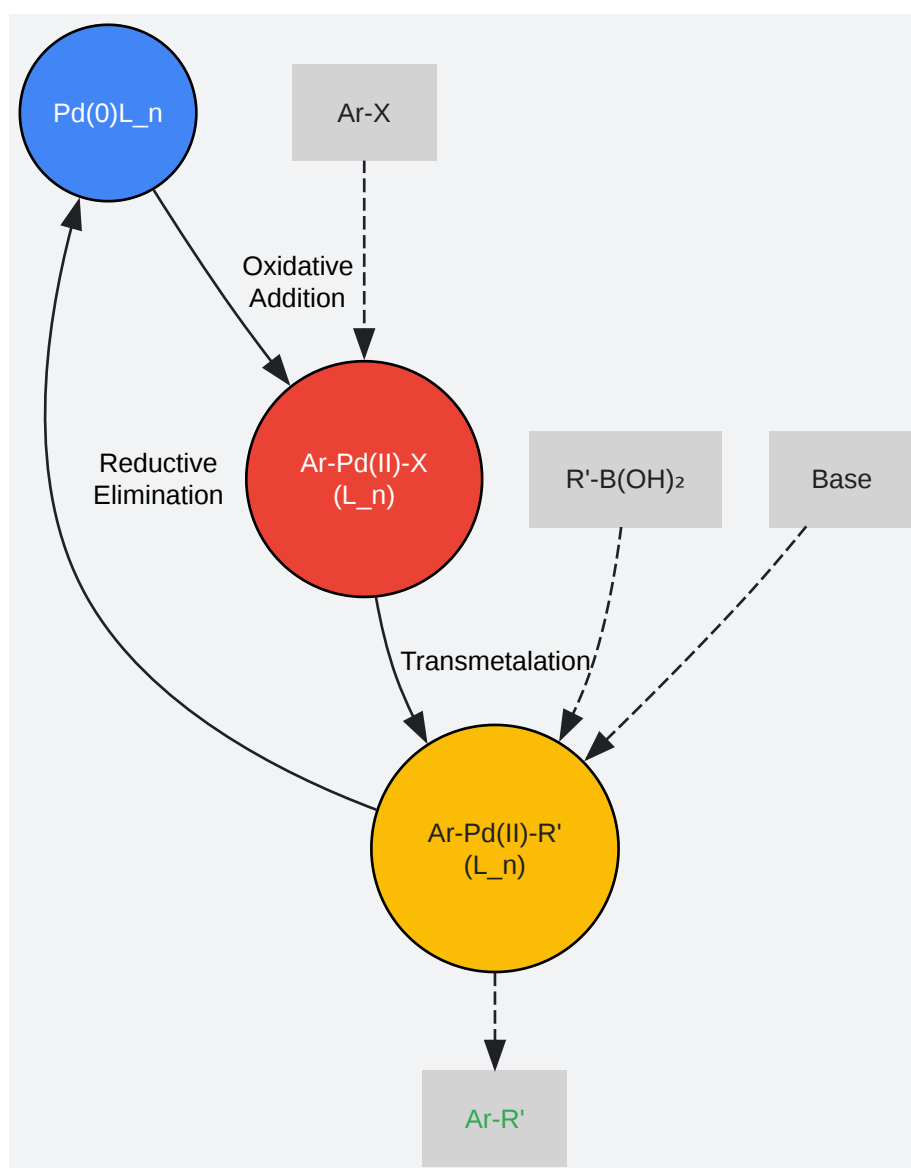 Pd(0)L_n
Ar-X
Oxidative
Addition
Reductive
Elimination
Ar-Pd(II)-X
(L_n)
R'-B(OH)₂
Base
Transmetalation
Ar-Pd(II)-R'
(L_n)
Ar-R'